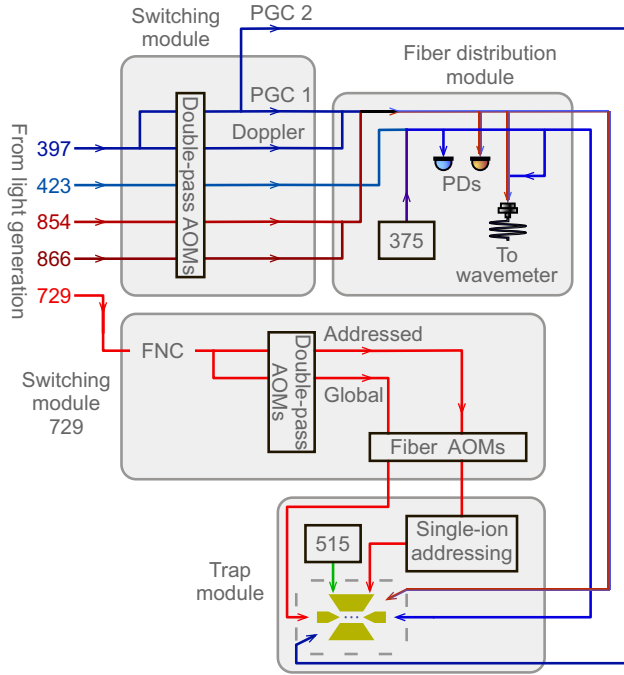 Switching
module
PGC 2
Fiber distribution
module
PGC 1
Doppler
Double-pass AOMs
From light generation
397
423
854
866
729
PDs
375
To
wavemeter
Switching
module
729
FNC
Double-pass
AOMs
Addressed
Global
Fiber AOMs
Trap
module
515
Single-ion
addressing